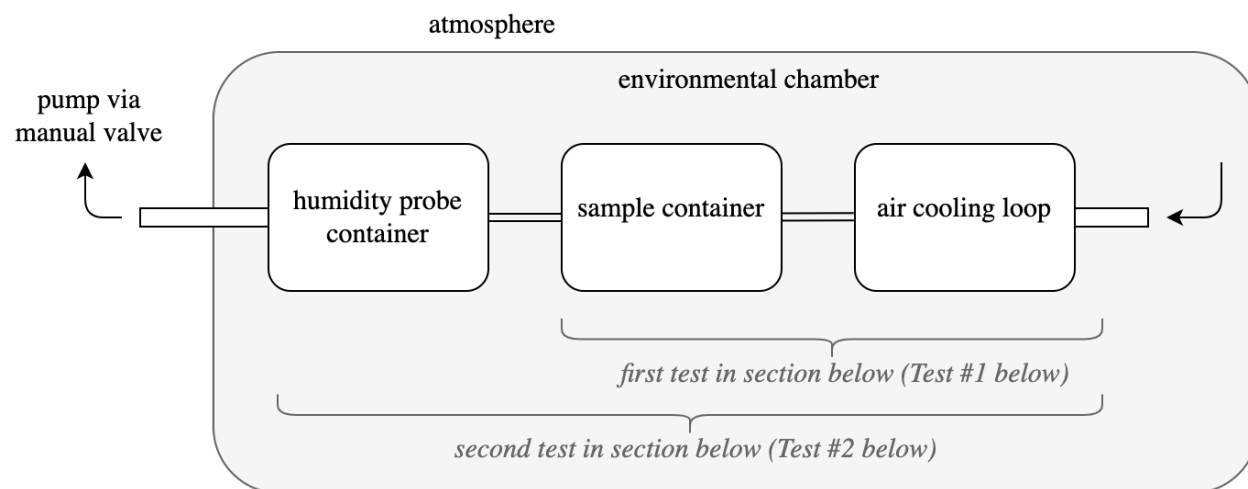 atmosphere
environmental chamber
pump via
manual valve
humidity probe
container
sample container
air cooling loop
first test in section below (Test #1 below)
second test in section below (Test #2 below)